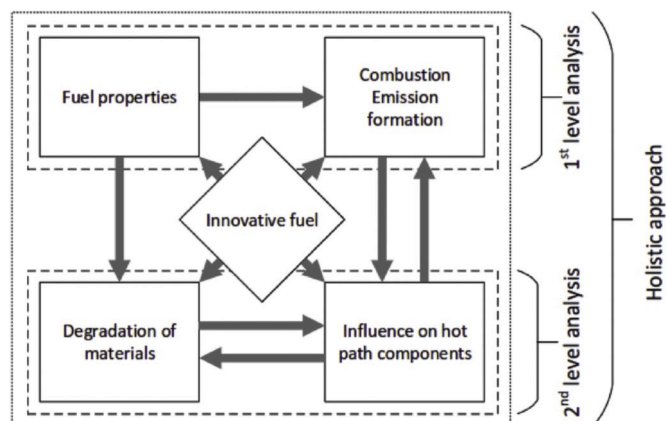 Fuel properties
Combustion
Emission
formation
Innovative fuel
Degradation of
materials
Influence on hot
path components
1st level analysis
2nd level analysis
Holistic approach